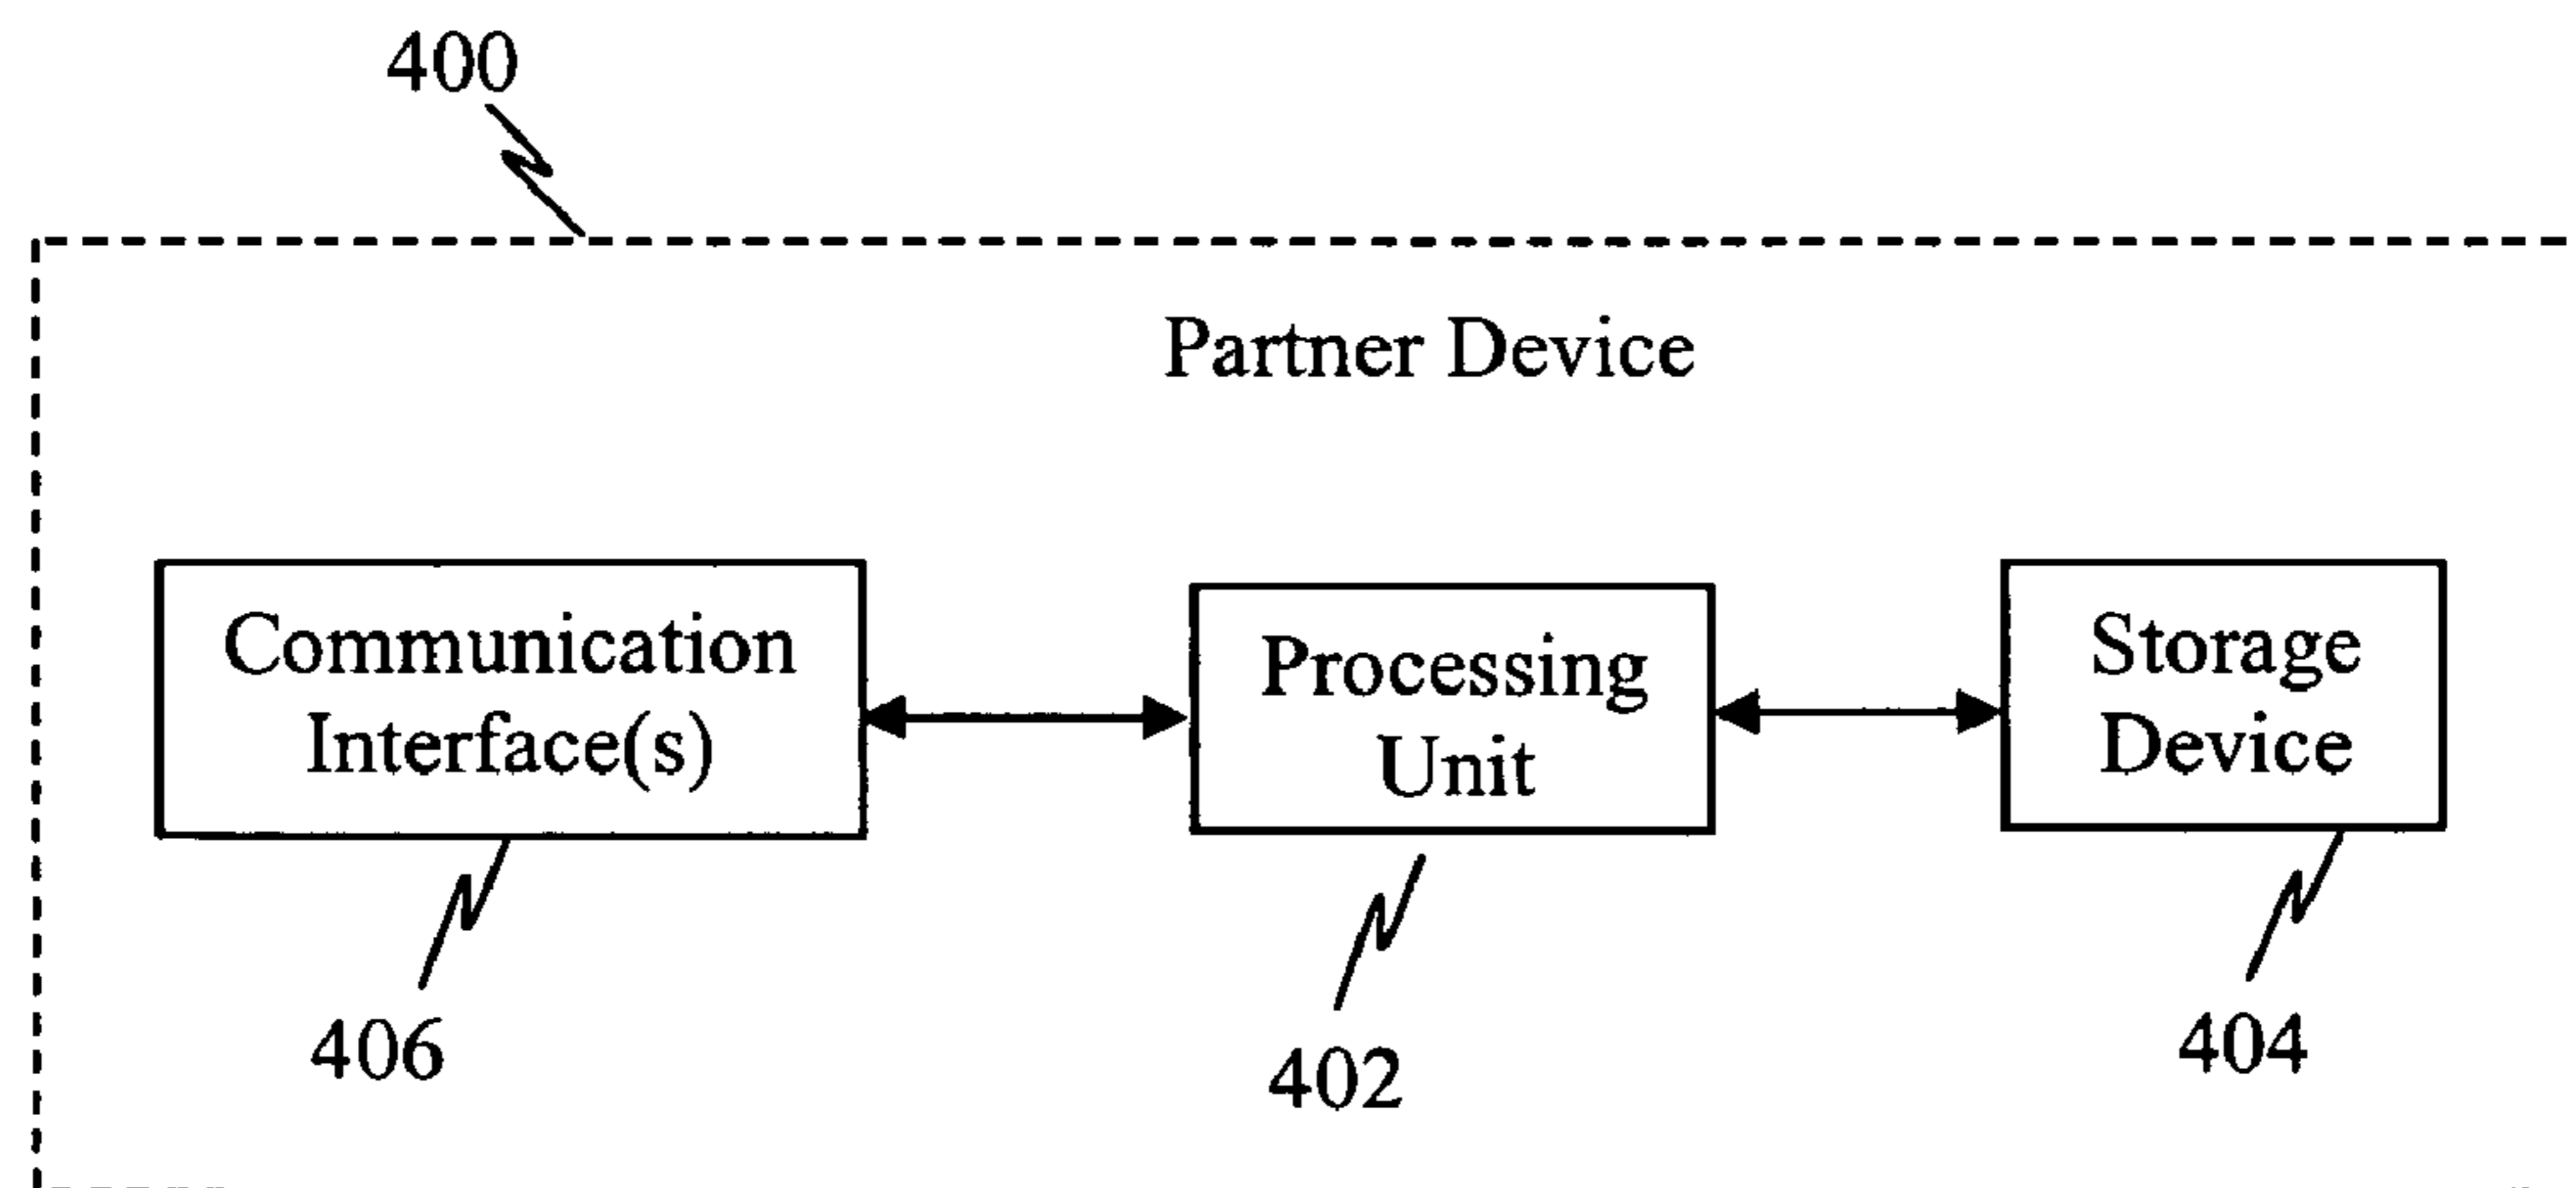 400
Partner Device
Communication
Interface(s)
Processing
Unit
Storage
Device
406
402
404